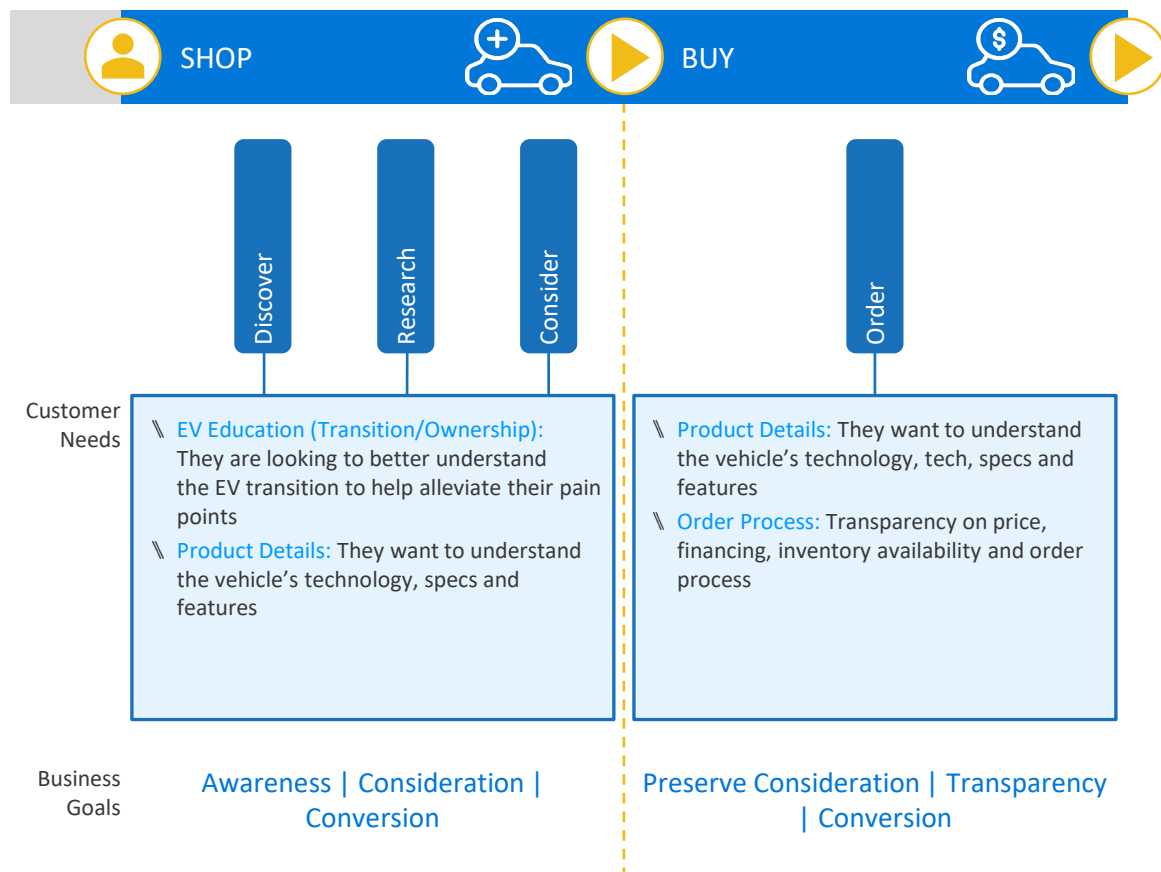 SHOP
BUY
$
Discover
Research
Consider
Order
Customer
Needs
EV Education (Transition/Ownership):
They are looking to better understand
the EV transition to help alleviate their pain
points
Product Details: They want to understand
the vehicle’s technology, specs and
features
Product Details: They want to understand
the vehicle’s technology, tech, specs and
features
Order Process: Transparency on price,
financing, inventory availability and order
process
Business
Goals
Awareness | Consideration |
Conversion
Preserve Consideration | Transparency
| Conversion